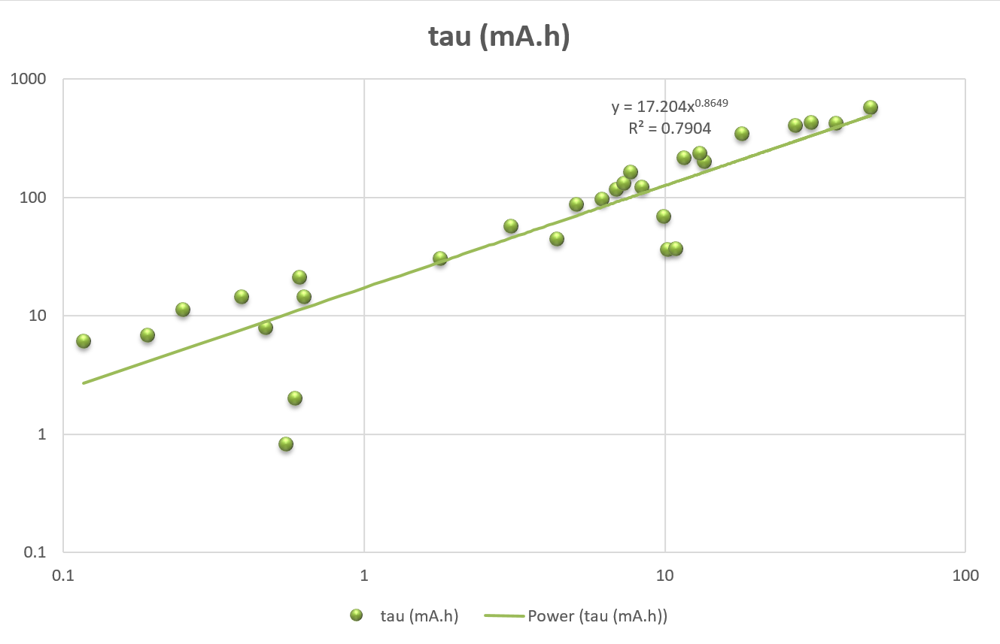 tau (mA.h)
1000
y = 17.204x^0.8649
R² = 0.7904
100
10
1
0.1
0.1 1 10 100
tau (mA.h) Power (tau (mA.h))